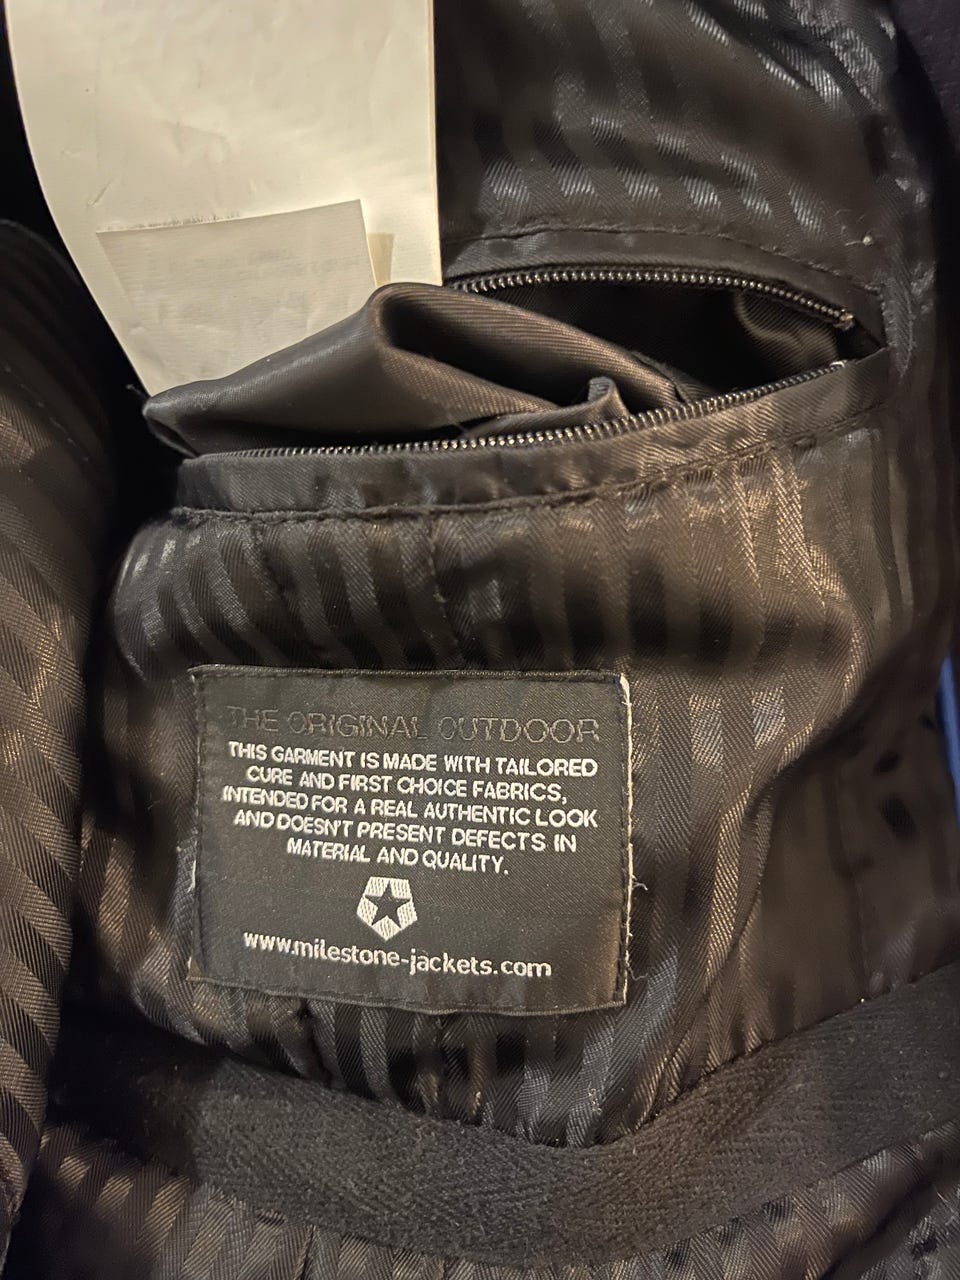 THE ORIGINAL OUTDOOR
THIS GARMENT IS MADE WITH TAILORED
CURE AND FIRST CHOICE FABRICS,
INTENDED FOR A REAL AUTHENTIC LOOK
AND DOESN'T PRESENT DEFECTS IN
MATERIAL AND QUALITY.
www.milestone-jackets.com